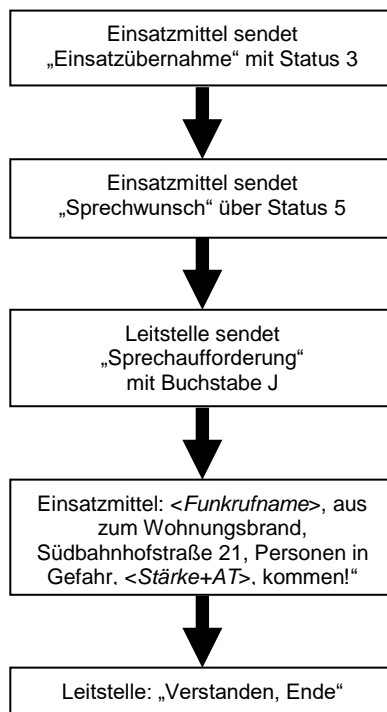 Einsatzmittel sendet
„Einsatzübernahme“ mit Status 3
Einsatzmittel sendet
„Sprechwunsch“ über Status 5
Leitstelle sendet
„Sprechaufforderung“
mit Buchstabe J
Einsatzmittel: <Funkrufname>, aus
zum Wohnungsbrand,
Südbahnhofstraße 21, Personen in
Gefahr, <Stärke+AT>, kommen!“
Leitstelle: „Verstanden, Ende“